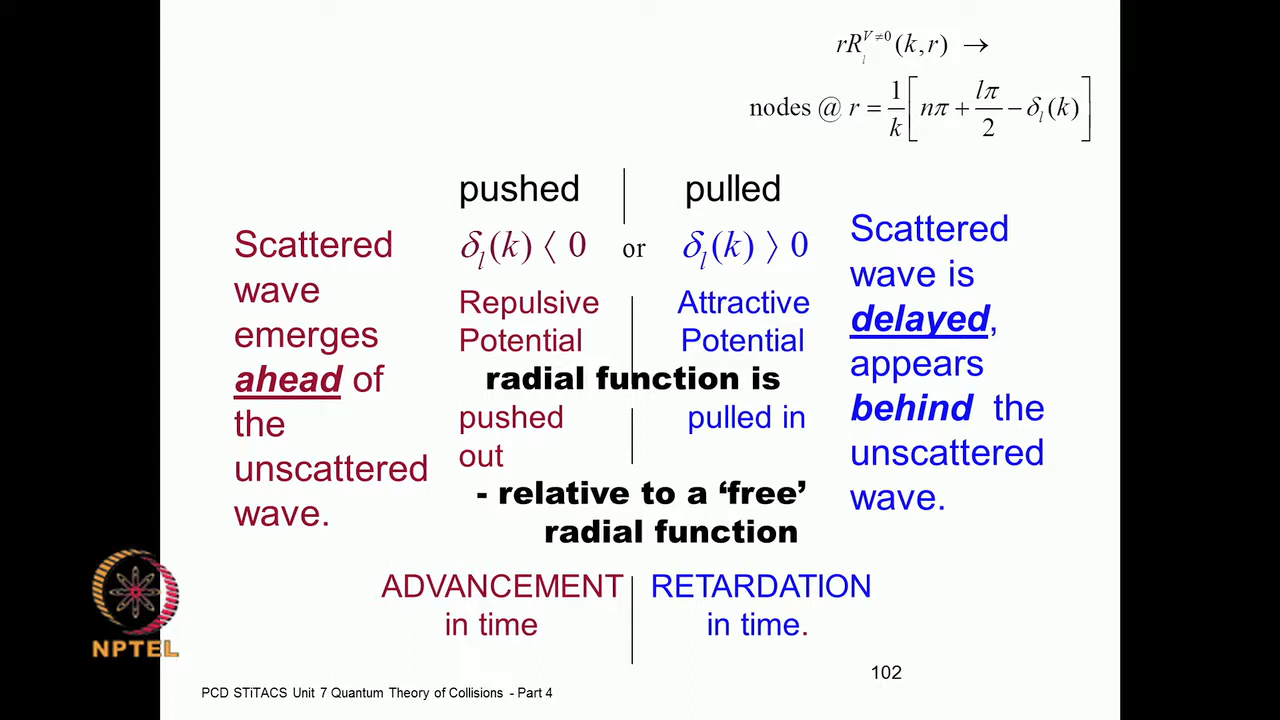 rR_l^{V≠0}(k,r) →
nodes @ r = 1/k [ nπ + lπ/2 − δ_l(k) ]
pushed | pulled
Scattered
wave
emerges
ahead of
the
unscattered
wave.
δ_l(k) ⟨ 0 or δ_l(k) ⟩ 0
Repulsive
Potential
Attractive
Potential
radial function is
pushed
out
pulled in
- relative to a ‘free’
radial function
Scattered
wave is
delayed,
appears
behind the
unscattered
wave.
ADVANCEMENT
in time
RETARDATION
in time.
NPTEL
102
PCD STiTACS Unit 7 Quantum Theory of Collisions - Part 4